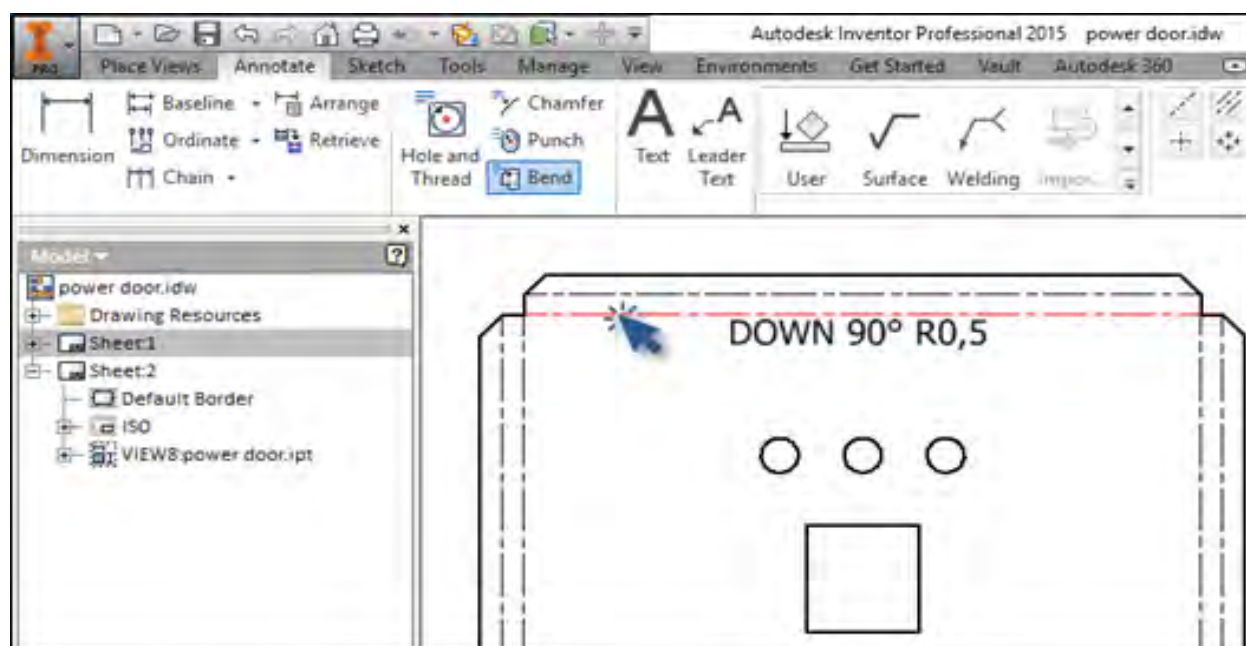 Autodesk Inventor Professional 2015 power door.idw
PRO Place Views Annotate Sketch Tools Manage View Environments Get Started Vault Autodesk 360
Baseline Arrange Chamfer
Ordinate Retrieve Punch
Dimension Hole and Thread Text Leader Text User Surface Welding
Chain Bend
Model
power door.idw
Drawing Resources
Sheet:1
Sheet:2
Default Border
ISO
VIEW8:power door.ipt
DOWN 90° R0,5